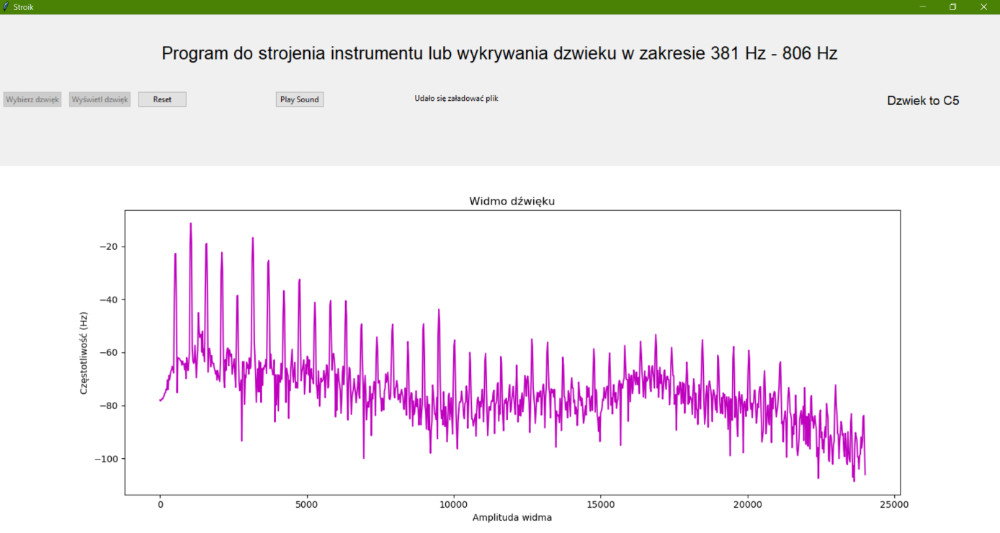 Stroik
Program do strojenia instrumentu lub wykrywania dzwieku w zakresie 381 Hz - 806 Hz
Wybierz dzwięk
Wyświetl dzwięk
Reset
Play Sound
Udało się załadować plik
Dzwiek to C5
Widmo dźwięku
Częstotliwość (Hz)
−20
−40
−60
−80
−100
0
5000
10000
15000
20000
25000
Amplituda widma